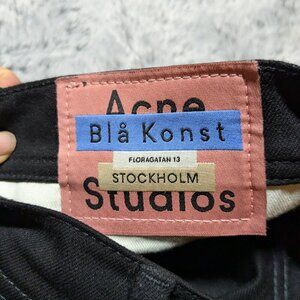 Acne
Blå Konst
FLORAGATAN 13
STOCKHOLM
Studios